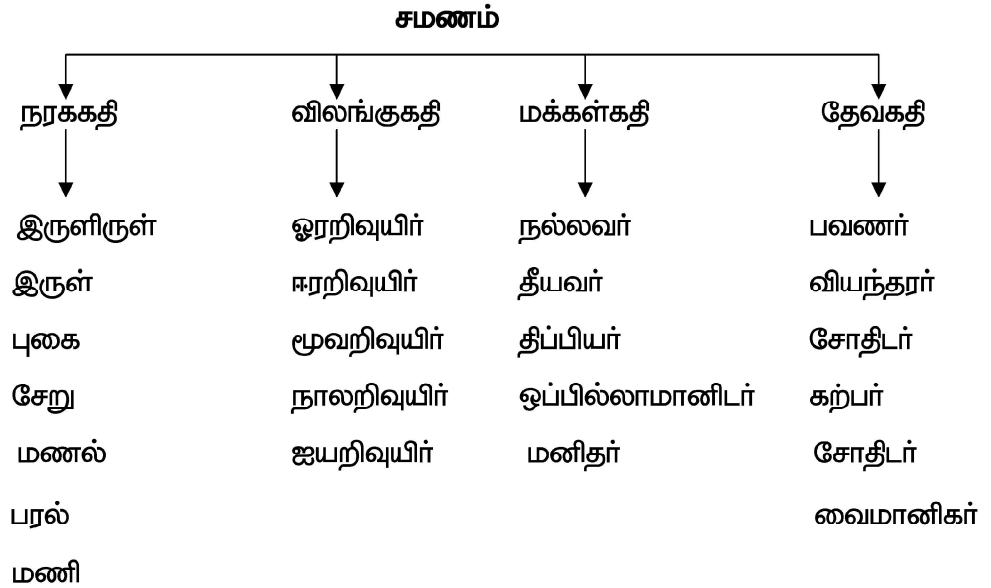 சமணம்
நரககதி விலங்குகதி மக்கள்கதி தேவகதி
இருளிருள் ஓரறிவுயிர் நல்லவர் பவணர்
இருள் ஈரறிவுயிர் தீயவர் வியந்தரர்
புகை மூவறிவுயிர் திப்பியர் சோதிடர்
சேறு நாலறிவுயிர் ஒப்பில்லாமானிடர் கற்பர்
மணல் ஐயறிவுயிர் மனிதர் சோதிடர்
பரல் வைமானிகர்
மணி